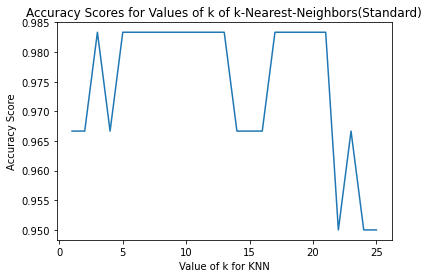 Accuracy Scores for Values of k of k-Nearest-Neighbors(Standard)
0.985
0.980
0.975
0.970
0.965
0.960
0.955
0.950
Accuracy Score
0 5 10 15 20 25
Value of k for KNN